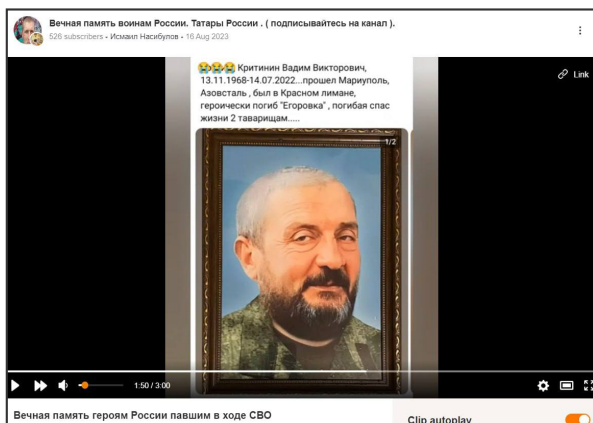 Вечная память воинам России. Татары России . ( подписывайтесь на канал ).
526 subscribers • Исмаил Насибулов • 16 Aug 2023
Link
😭😭😭 Критинин Вадим Викторович,
13.11.1968-14.07.2022...прошел Мариуполь,
Азовсталь , был в Красном лимане,
героически погиб "Егоровка" , погибая спас
жизни 2 таварищам.....
1/2
1:50 / 3:00
Вечная память героям России павшим в ходе СВО
Clip autoplay